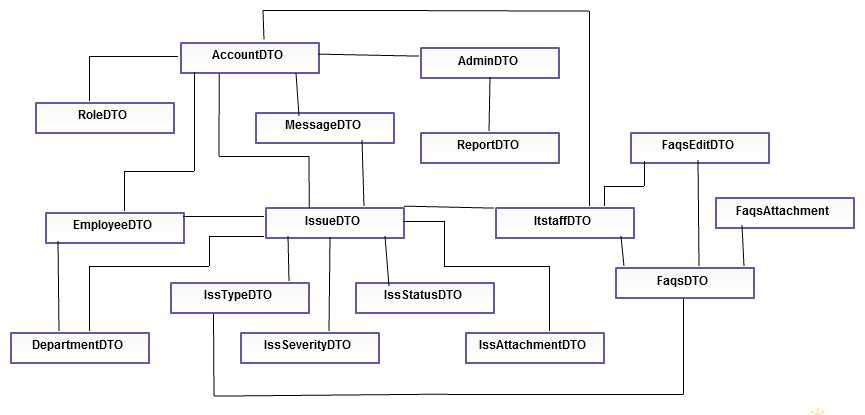 AccountDTO
AdminDTO
RoleDTO
MessageDTO
ReportDTO
FaqsEditDTO
EmployeeDTO
IssueDTO
ItstaffDTO
FaqsAttachment
IssTypeDTO
IssStatusDTO
FaqsDTO
DepartmentDTO
IssSeverityDTO
IssAttachmentDTO